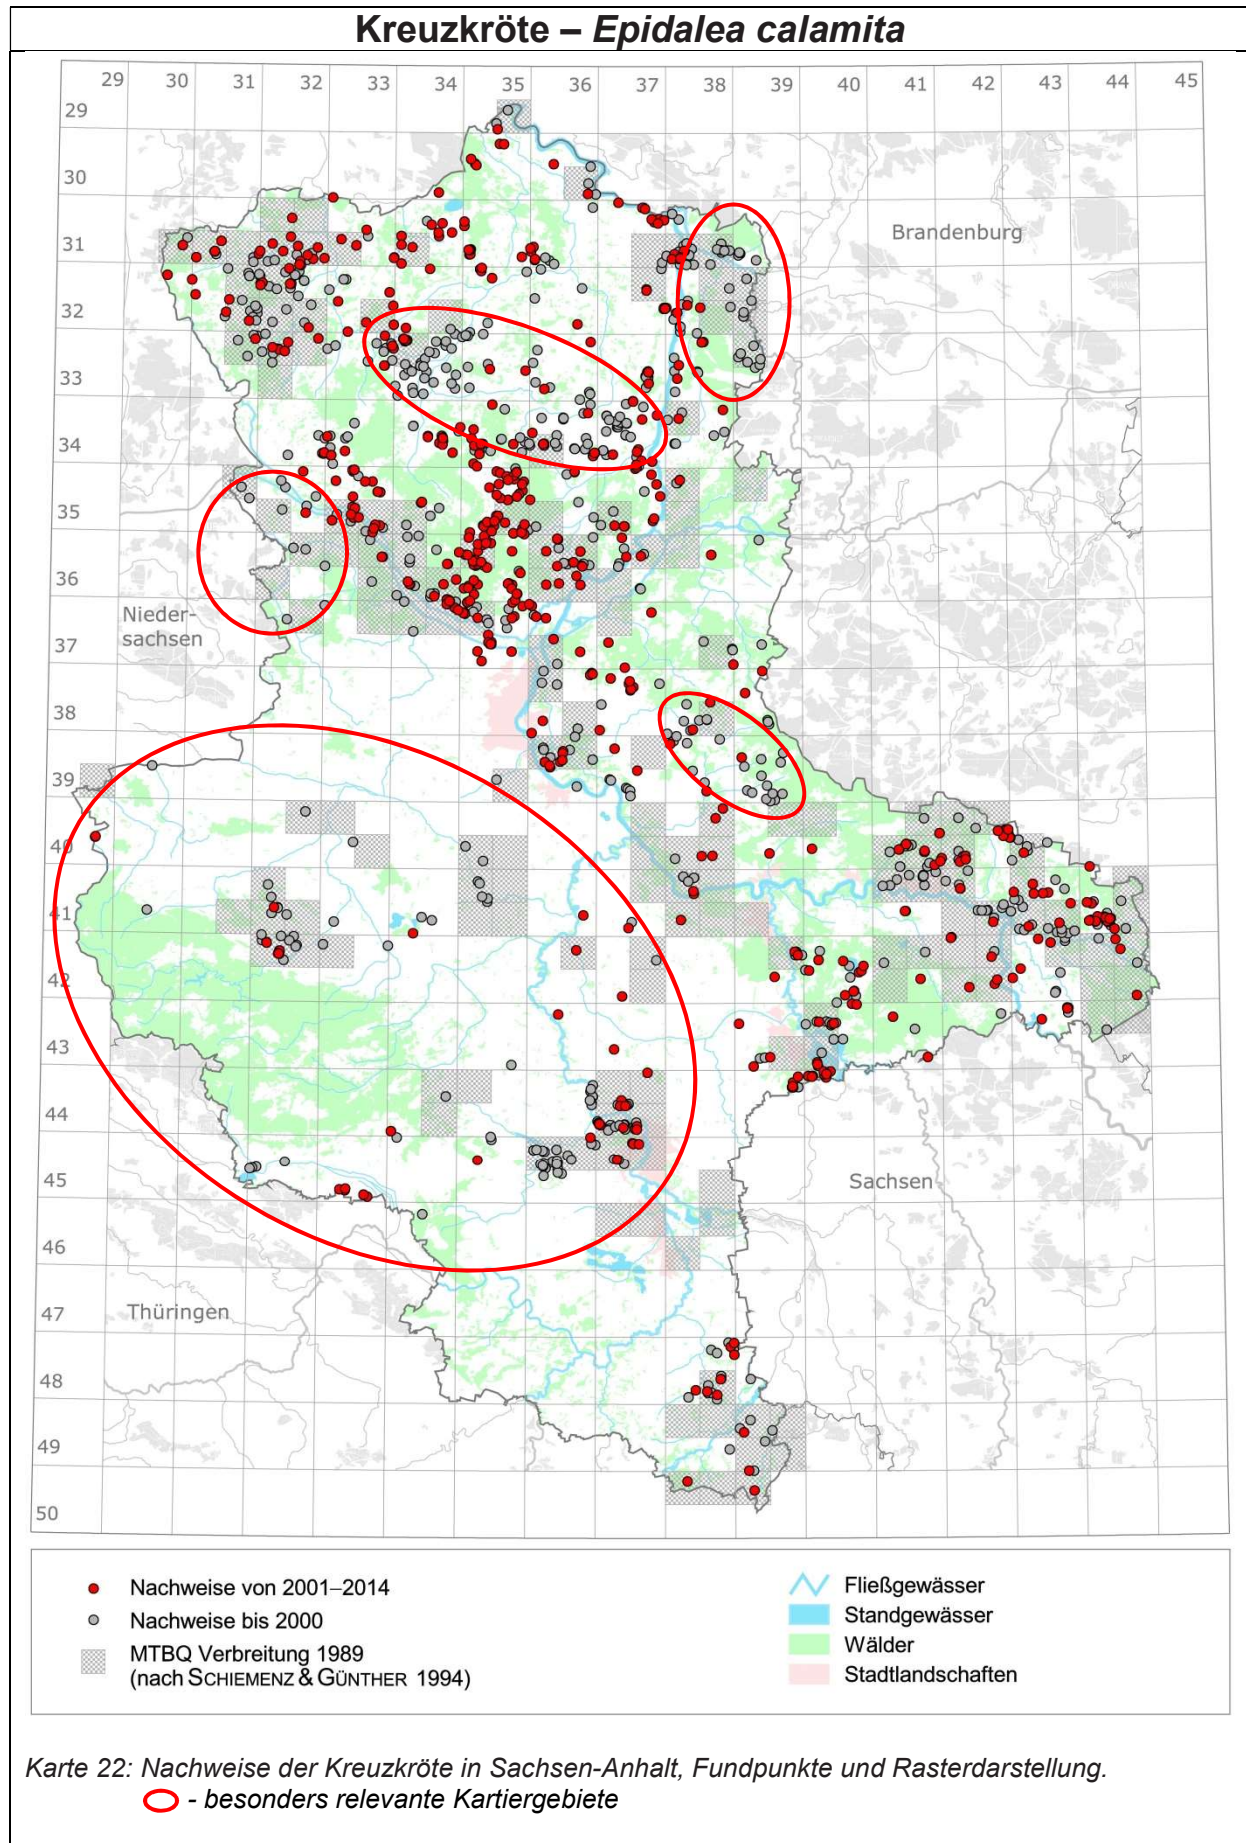 Kreuzkröte – Epidalea calamita
29 30 31 32 33 34 35 36 37 38 39 40 42 43 44 45
29
30
31
Brandenburg
32
33
34
35
36
Nieder-
sachsen
37
38
39
40
41
42
43
44
45
Sachsen
46
Thüringen
47
48
49
50
Nachweise von 2001–2014
Nachweise bis 2000
MTBQ Verbreitung 1989
(nach SCHIEMENZ & GÜNTHER 1994)
Fließgewässer
Standgewässer
Wälder
Stadtlandschaften
Karte 22: Nachweise der Kreuzkröte in Sachsen-Anhalt, Fundpunkte und Rasterdarstellung.
- besonders relevante Kartiergebiete